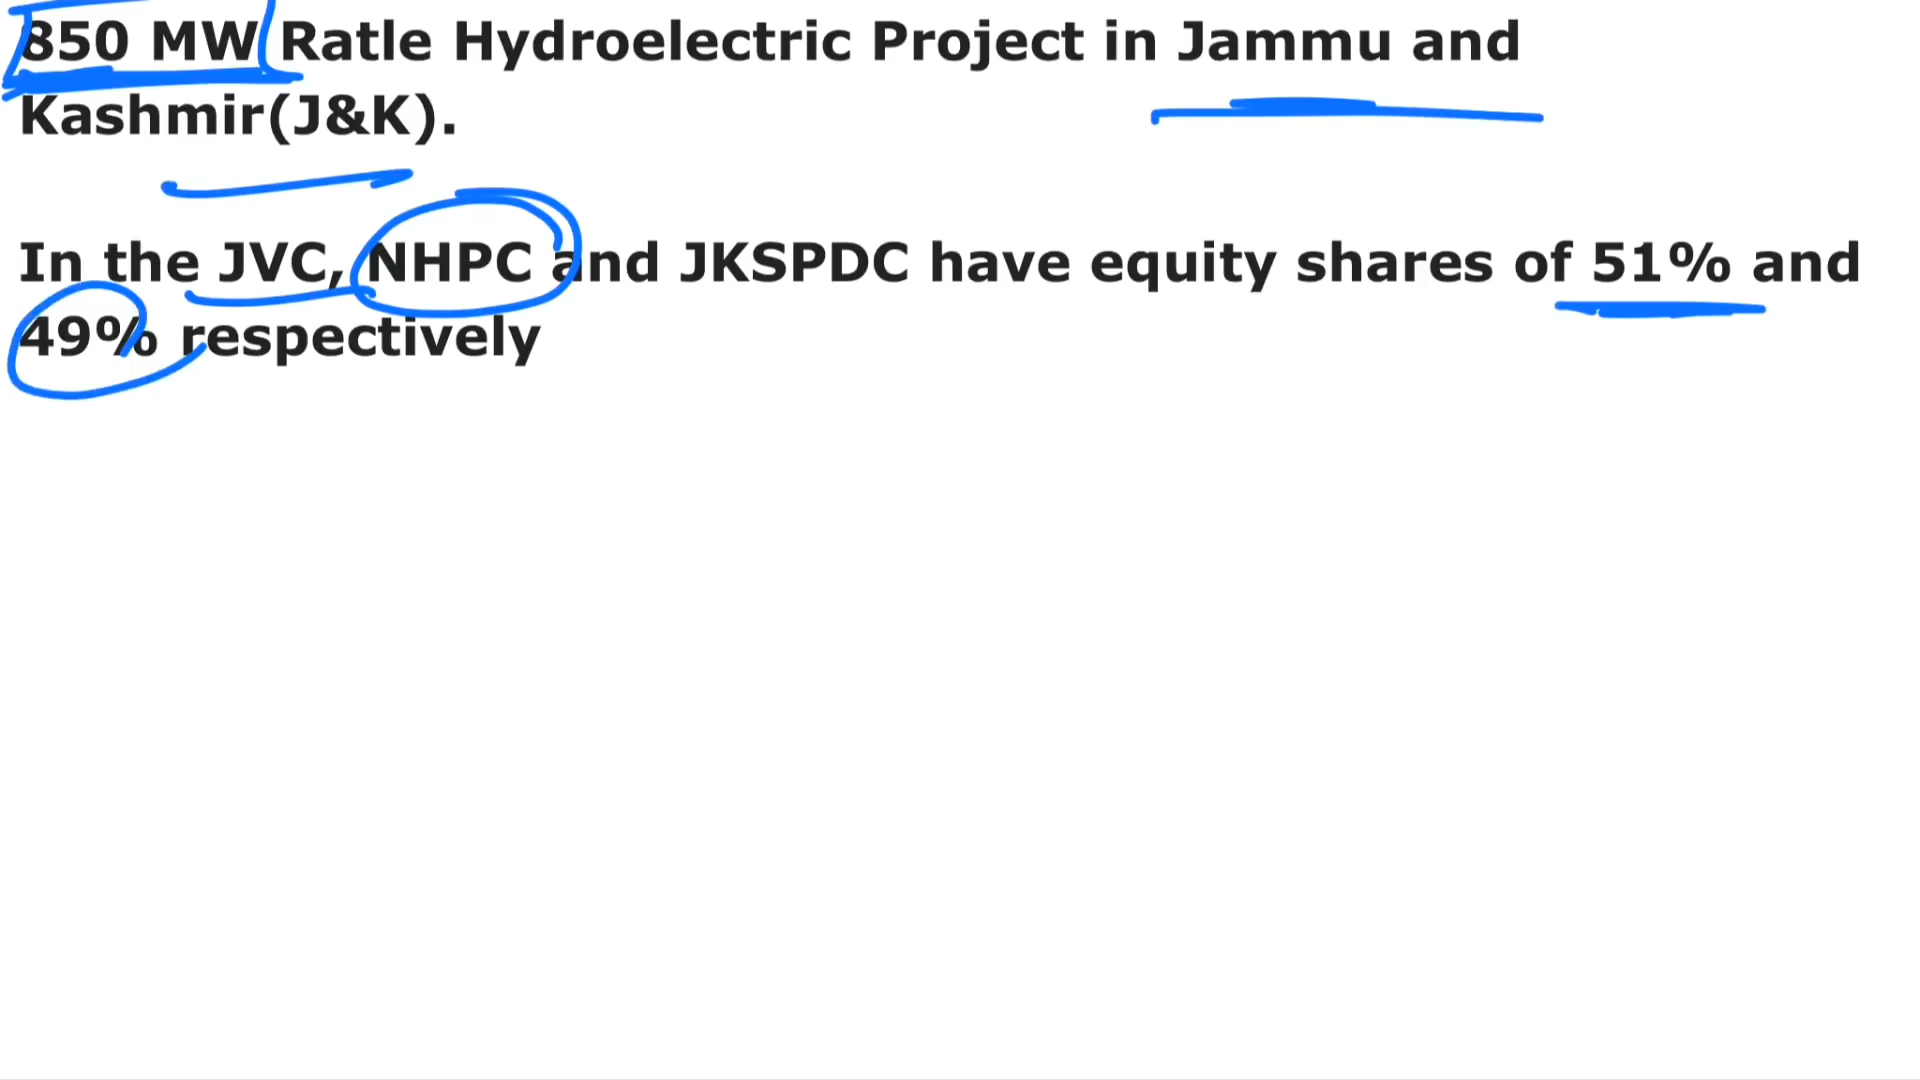 850 MW Ratle Hydroelectric Project in Jammu and
Kashmir(J&K).
In the JVC, NHPC and JKSPDC have equity shares of 51% and
49% respectively